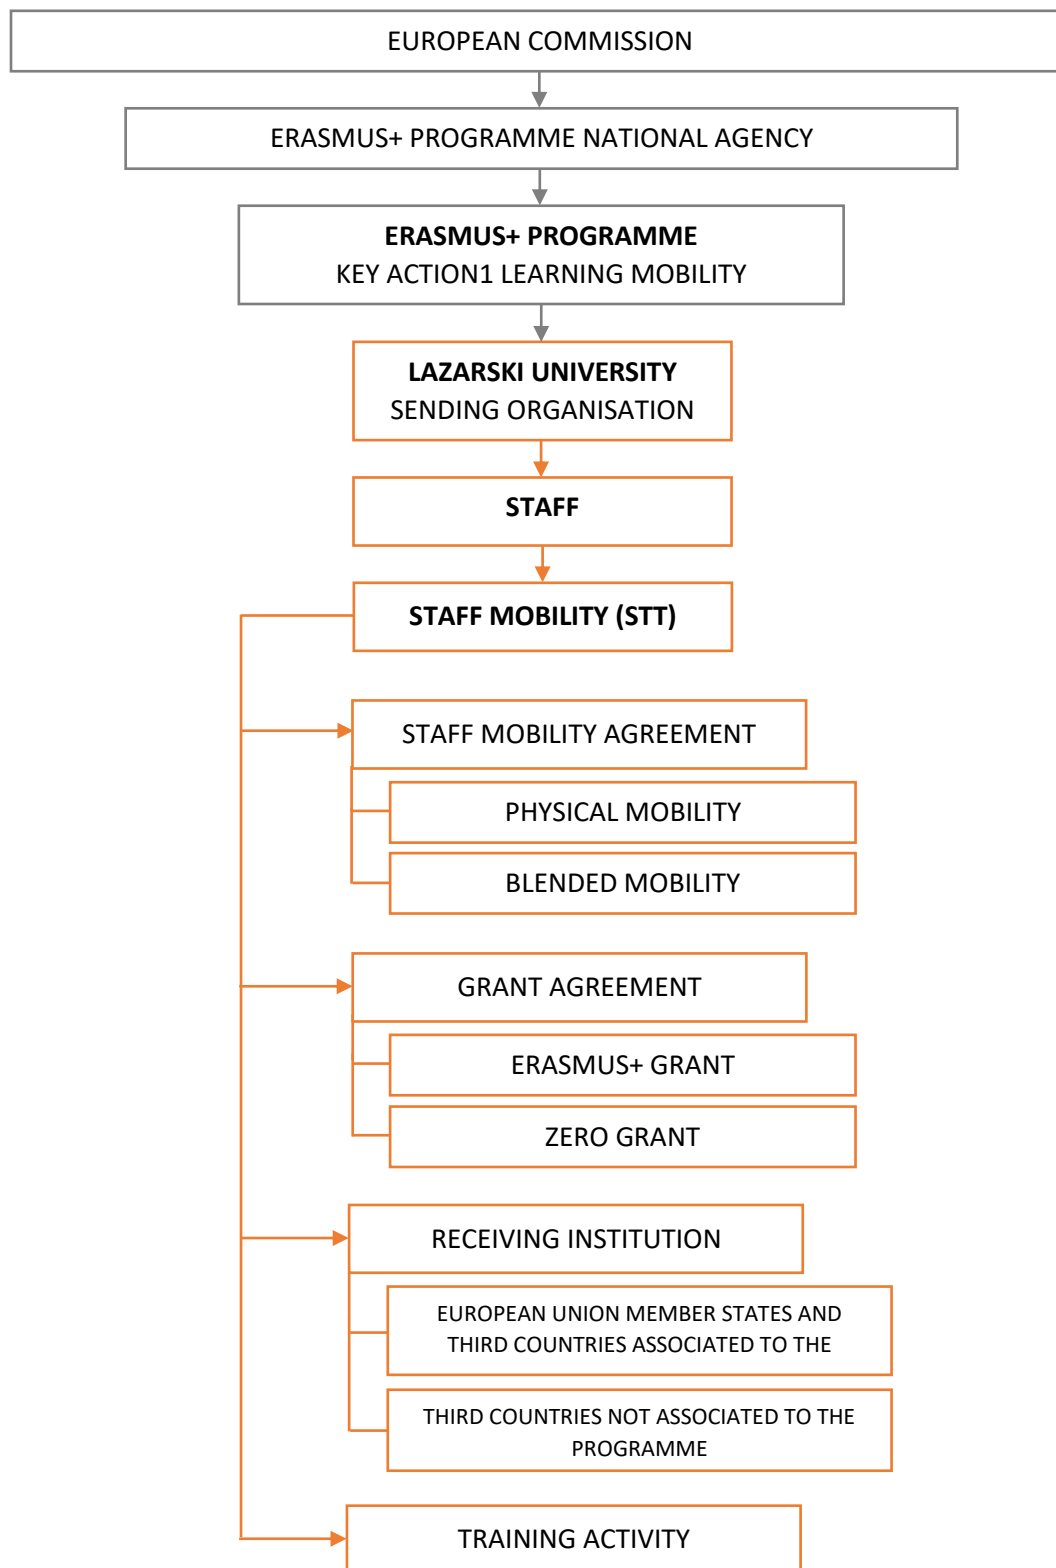 EUROPEAN COMMISSION
ERASMUS+ PROGRAMME NATIONAL AGENCY
ERASMUS+ PROGRAMME
KEY ACTION1 LEARNING MOBILITY
LAZARSKI UNIVERSITY
SENDING ORGANISATION
STAFF
STAFF MOBILITY (STT)
STAFF MOBILITY AGREEMENT
PHYSICAL MOBILITY
BLENDED MOBILITY
GRANT AGREEMENT
ERASMUS+ GRANT
ZERO GRANT
RECEIVING INSTITUTION
EUROPEAN UNION MEMBER STATES AND
THIRD COUNTRIES ASSOCIATED TO THE
THIRD COUNTRIES NOT ASSOCIATED TO THE
PROGRAMME
TRAINING ACTIVITY